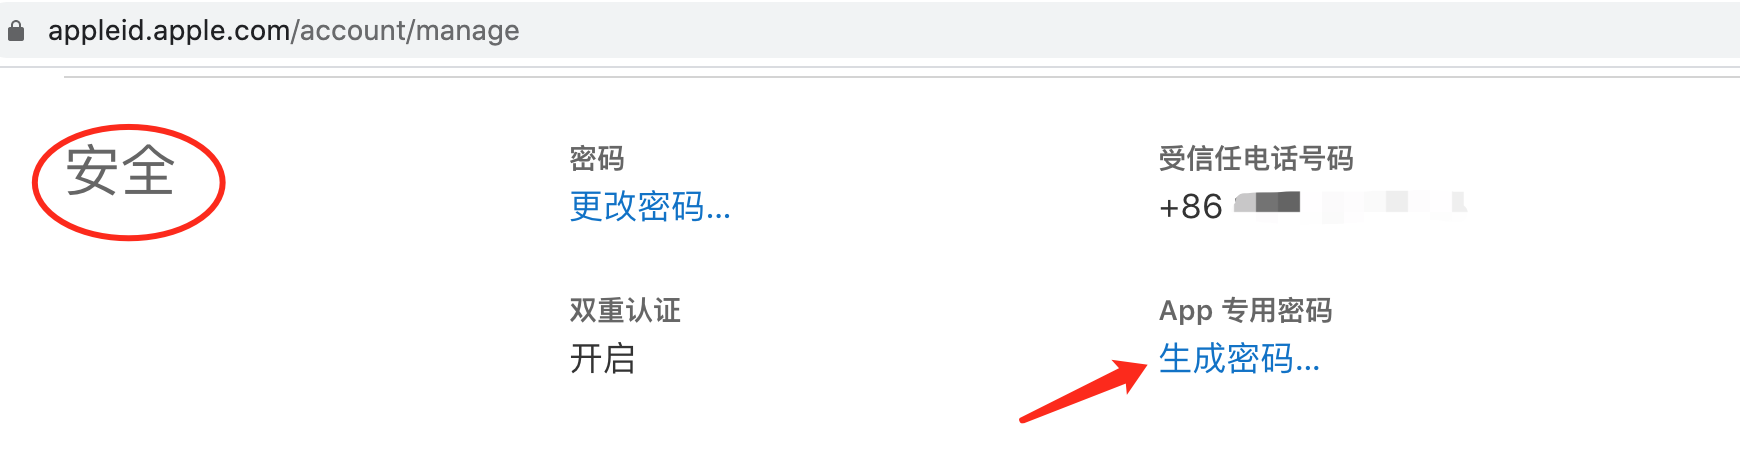 appleid.apple.com/account/manage
安全
密码
更改密码...
受信任电话号码
+86
双重认证
开启
App 专用密码
生成密码...